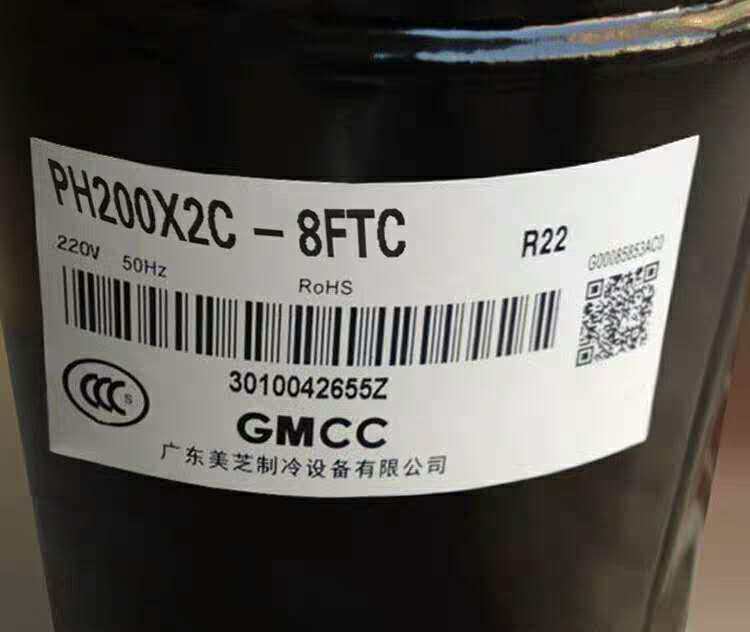 PH200X2C - 8FTC
R22
220V 50Hz
RoHS
G00085853AC0
3010042655Z
CCC S
GMCC
广东美芝制冷设备有限公司